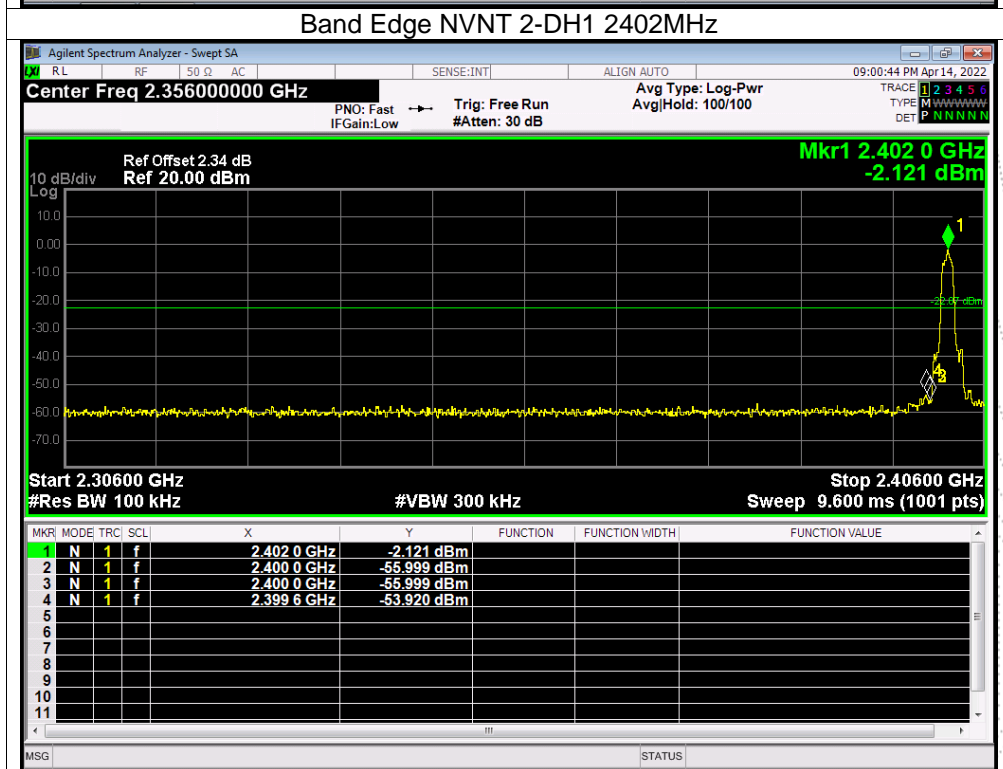 Band Edge NVNT 2-DH1 2402MHz
Agilent Spectrum Analyzer - Swept SA
LXI RL RF 50 Ω AC SENSE:INT ALIGN AUTO 09:00:44 PM Apr 14, 2022
Center Freq 2.356000000 GHz Avg Type: Log-Pwr TRACE 1 2 3 4 5 6
PNO: Fast Trig: Free Run Avg|Hold: 100/100 TYPE M WWWWW
IFGain:Low #Atten: 30 dB DET P N N N N N
Mkr1 2.402 0 GHz
-2.121 dBm
Ref Offset 2.34 dB
10 dB/div Ref 20.00 dBm
Log
10.0
1
0.00
-10.0
-20.0
-22.07 dBm
-30.0
-40.0
-50.0
-60.0
-70.0
Start 2.30600 GHz Stop 2.40600 GHz
#Res BW 100 kHz #VBW 300 kHz Sweep 9.600 ms (1001 pts)
MKR MODE TRC SCL X Y FUNCTION FUNCTION WIDTH FUNCTION VALUE
1 N 1 f 2.402 0 GHz -2.121 dBm
2 N 1 f 2.400 0 GHz -55.999 dBm
3 N 1 f 2.400 0 GHz -55.999 dBm
4 N 1 f 2.399 6 GHz -53.920 dBm
5
6
7
8
9
10
11
MSG STATUS